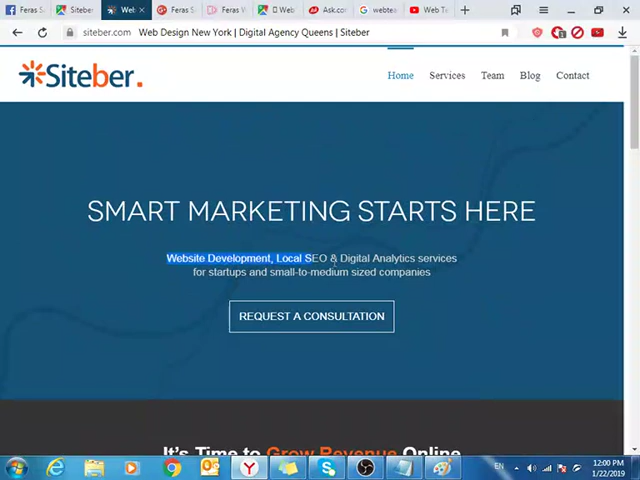 Feras S
Siteber
Web
Feras S
Feras W
Web
Ask.co
webtea
Web Te
siteber.com Web Design New York | Digital Agency Queens | Siteber
Siteber.
Home Services Team Blog Contact
SMART MARKETING STARTS HERE
Website Development, Local SEO & Digital Analytics services
for startups and small-to-medium sized companies
REQUEST A CONSULTATION
It's Time to Grow Revenue Online
EN
12:00 PM
1/22/2019